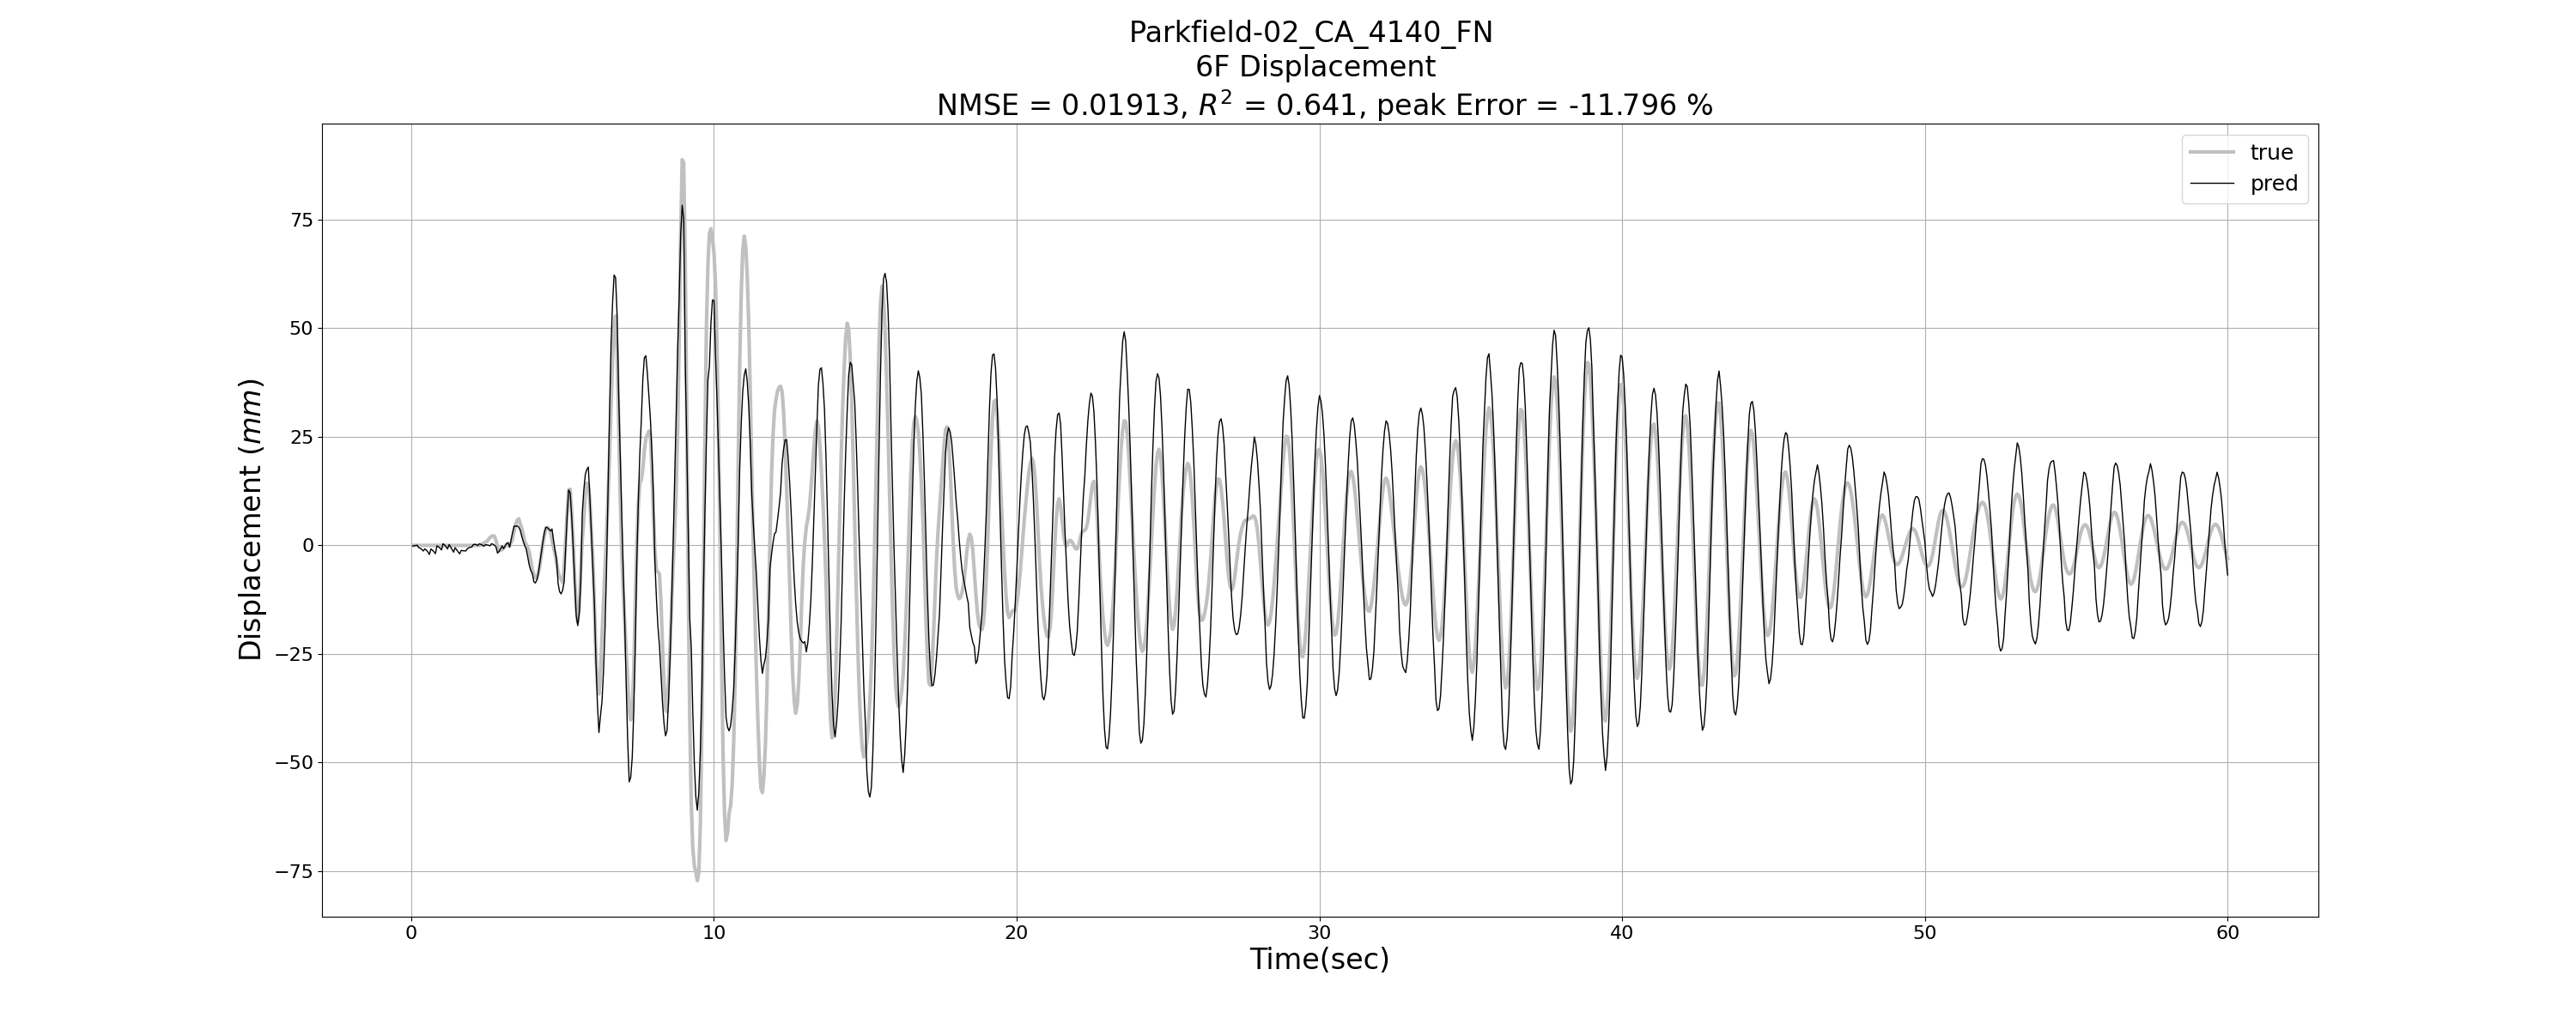 Parkfield-02_CA_4140_FN
6F Displacement
NMSE = 0.01913, R² = 0.641, peak Error = -11.796 %
true
pred
Displacement (mm)
75
50
25
0
−25
−50
−75
0 10 20 30 40 50 60
Time(sec)